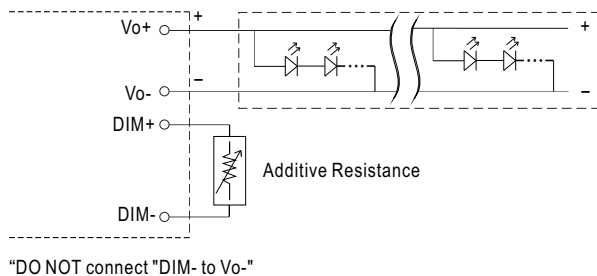 Vo+
+
+
Vo-
–
–
DIM+
Additive Resistance
DIM-
“DO NOT connect "DIM- to Vo-"